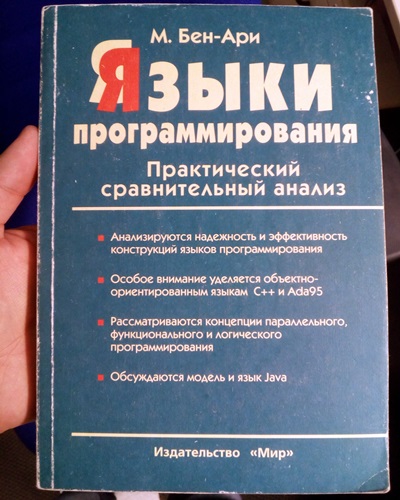 М. Бен-Ари
Языки
программирования
Практический
сравнительный анализ
Анализируются надежность и эффективность
конструкций языков программирования
Особое внимание уделяется объектно-
ориентированным языкам C++ и Ada95
Рассматриваются концепции параллельного,
функционального и логического
программирования
Обсуждаются модель и язык Java
Издательство «Мир»